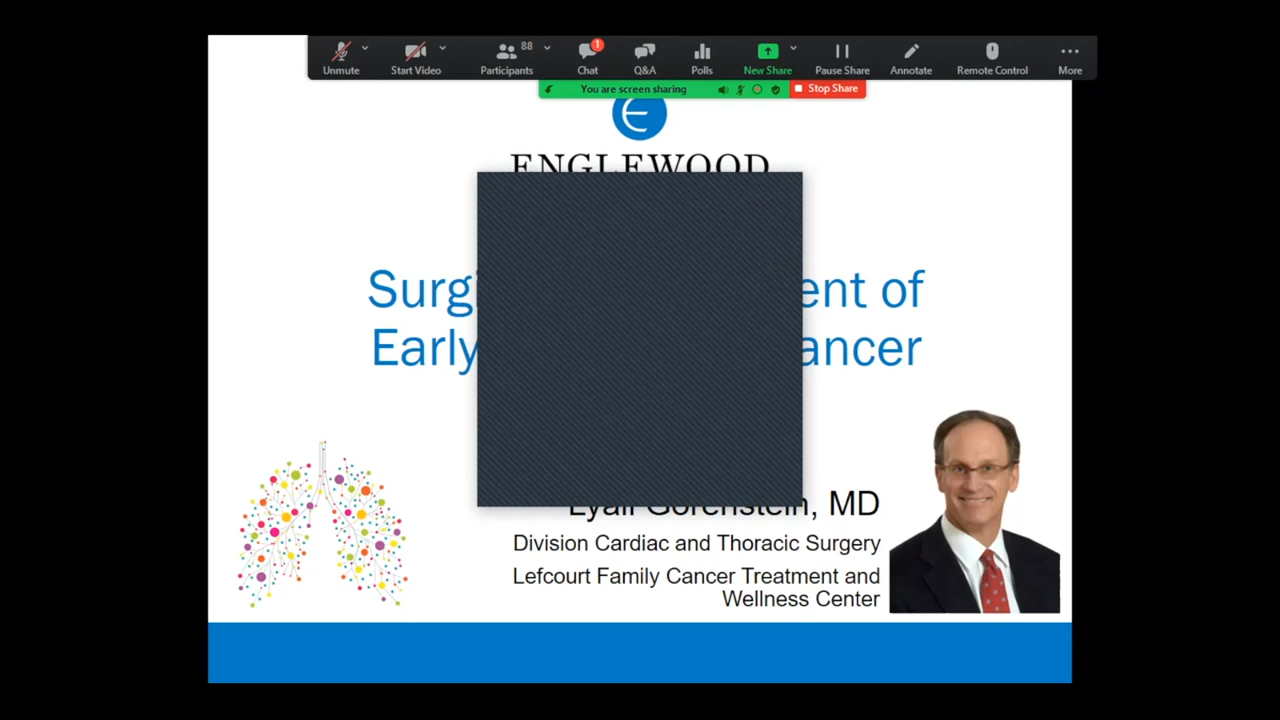 Unmute
Start Video
Participants 88
Chat 1
Q&A
Polls
New Share
Pause Share
Annotate
Remote Control
More
You are screen sharing
Stop Share
ENGLEWOOD
Surg ent of
Early ancer
Lyall Gorenstein, MD
Division Cardiac and Thoracic Surgery
Lefcourt Family Cancer Treatment and
Wellness Center